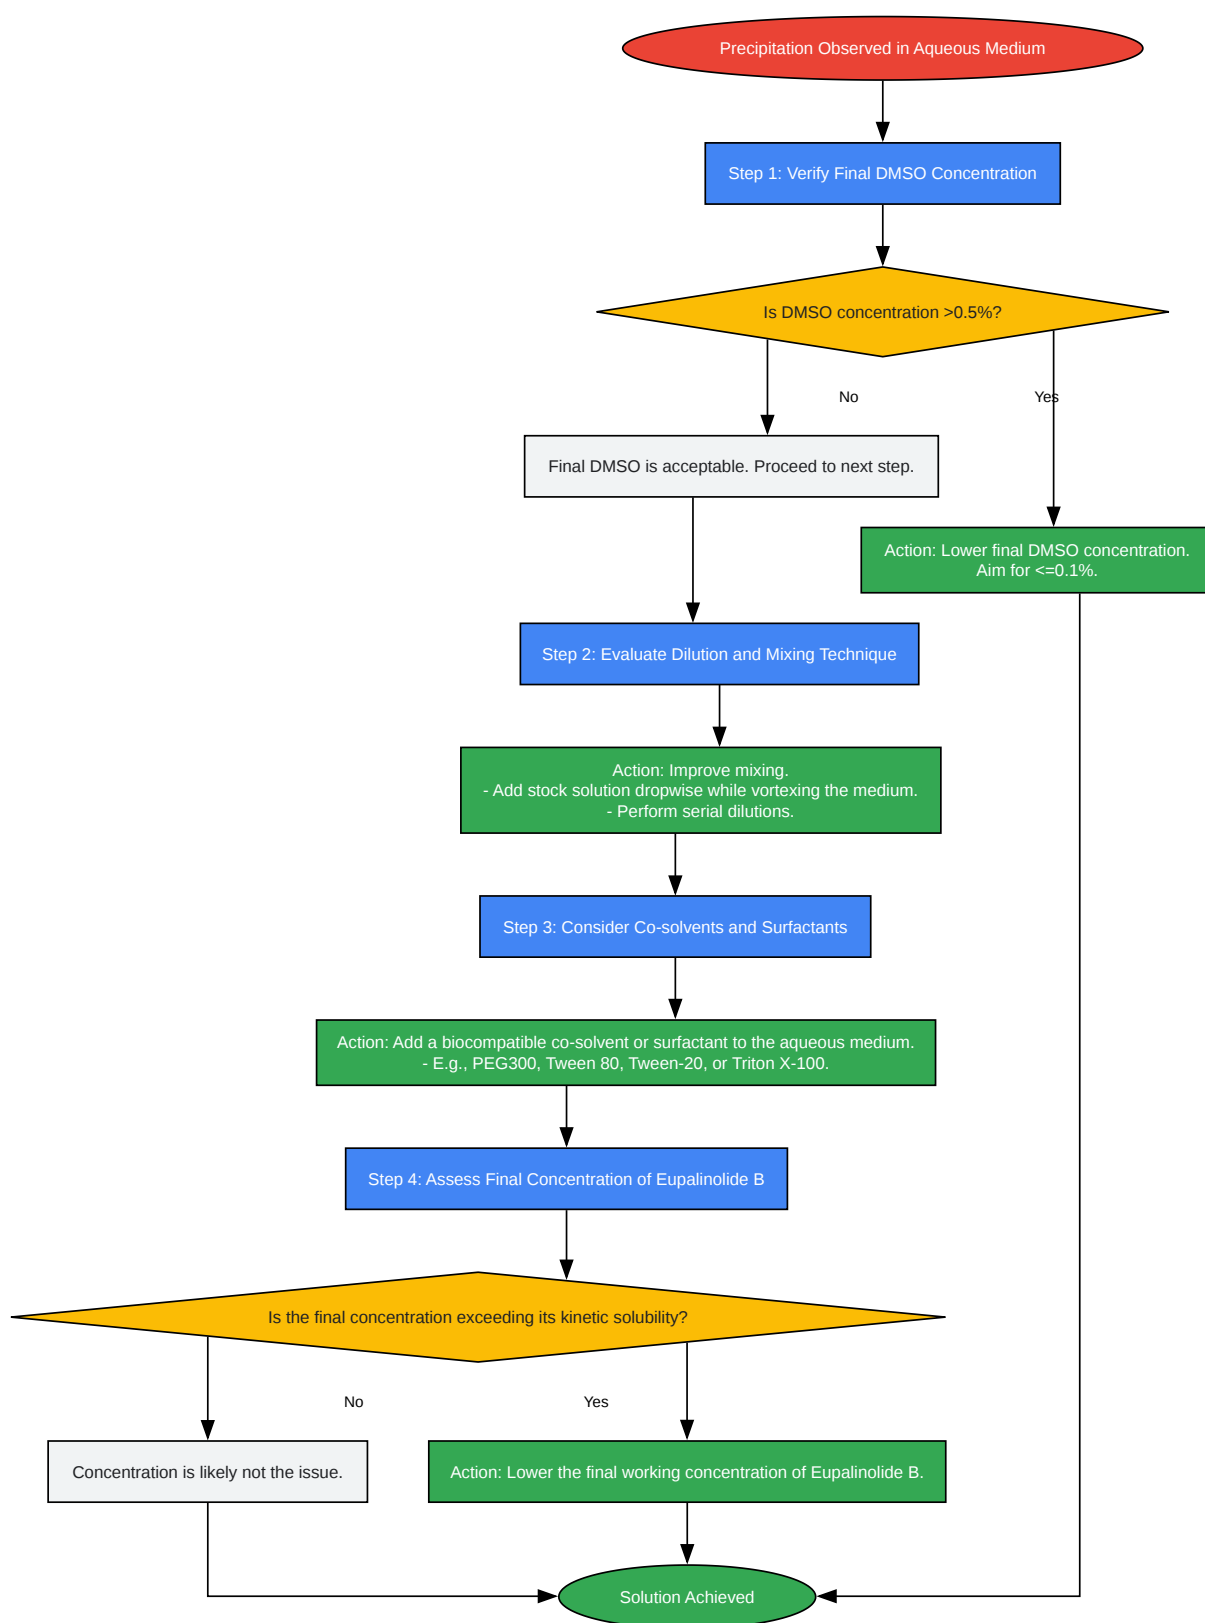 Precipitation Observed in Aqueous Medium
Step 1: Verify Final DMSO Concentration
Is DMSO concentration >0.5%?
No
Yes
Final DMSO is acceptable. Proceed to next step.
Action: Lower final DMSO concentration.
Aim for <=0.1%.
Step 2: Evaluate Dilution and Mixing Technique
Action: Improve mixing.
- Add stock solution dropwise while vortexing the medium.
- Perform serial dilutions.
Step 3: Consider Co-solvents and Surfactants
Action: Add a biocompatible co-solvent or surfactant to the aqueous medium.
- E.g., PEG300, Tween 80, Tween-20, or Triton X-100.
Step 4: Assess Final Concentration of Eupalinolide B
Is the final concentration exceeding its kinetic solubility?
No
Yes
Concentration is likely not the issue.
Action: Lower the final working concentration of Eupalinolide B.
Solution Achieved